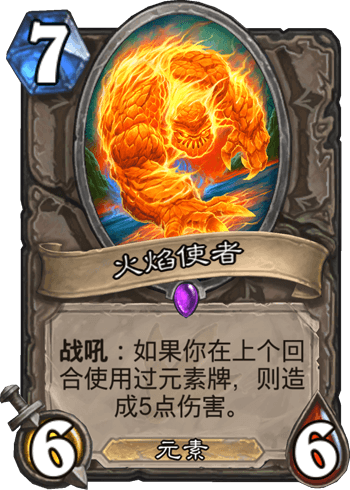 7
火焰使者
战吼：如果你在上个回
合使用过元素牌，则造
成5点伤害。
6
元素
6